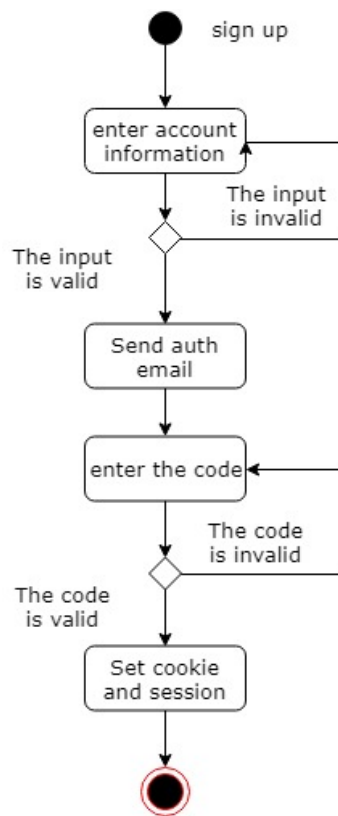 sign up
enter account
information
The input
is invalid
The input
is valid
Send auth
email
enter the code
The code
is invalid
The code
is valid
Set cookie
and session